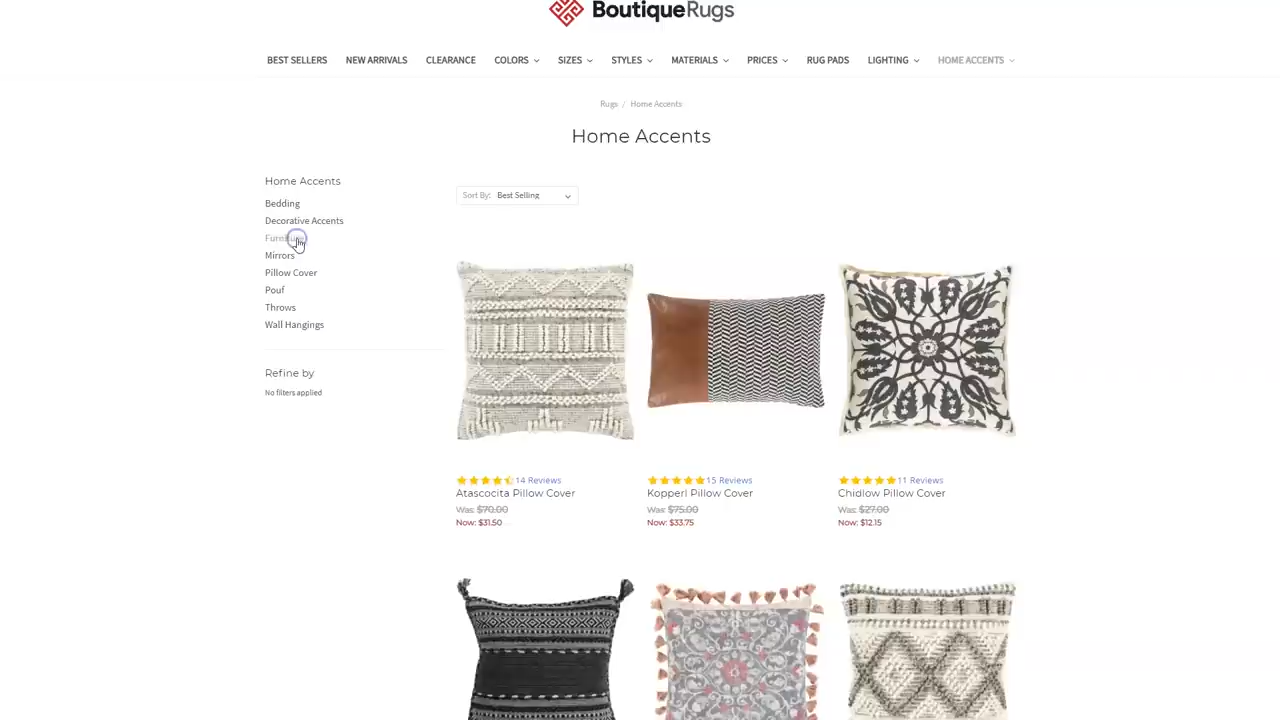 BoutiqueRugs
BEST SELLERS NEW ARRIVALS CLEARANCE COLORS SIZES STYLES MATERIALS PRICES RUG PADS LIGHTING HOME ACCENTS
Rugs / Home Accents
Home Accents
Home Accents
Bedding
Decorative Accents
Furniture
Mirrors
Pillow Cover
Pouf
Throws
Wall Hangings
Refine by
No filters applied
Sort By: Best Selling
14 Reviews
Atascocita Pillow Cover
Was: $70.00
Now: $31.50
15 Reviews
Kopperl Pillow Cover
Was: $75.00
Now: $33.75
11 Reviews
Chidlow Pillow Cover
Was: $27.00
Now: $12.15